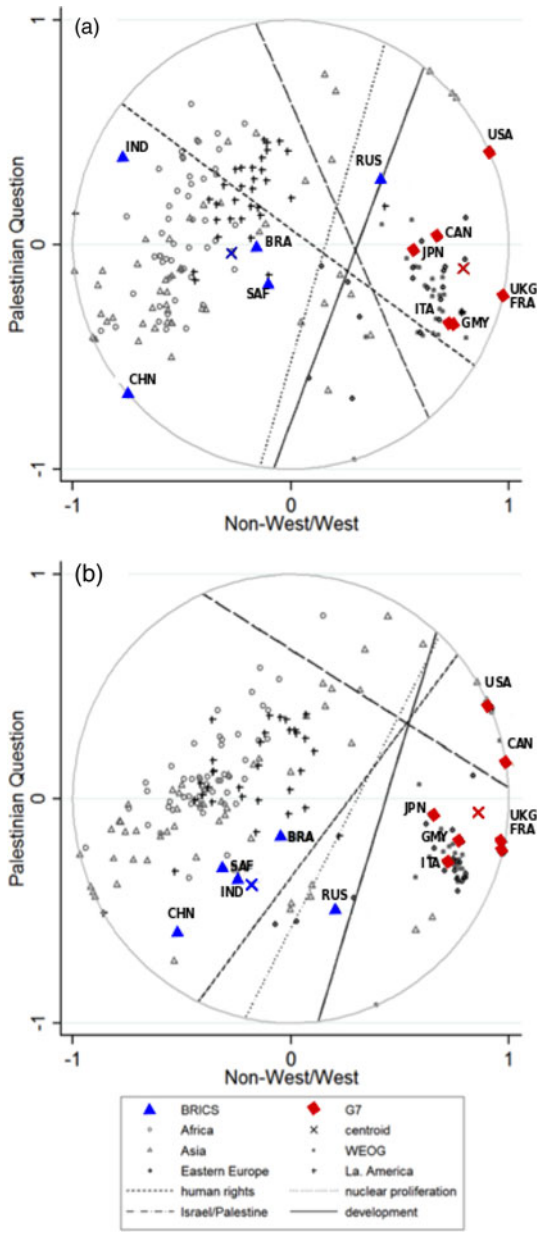 (a)
1
IND
USA
RUS
CAN
BRA
JPN
0
SAF
UKG
FRA
ITA
GMY
CHN
-1
Palestinian Question
-1
0
1
Non-West/West
(b)
1
USA
CAN
0
JPN
UKG
FRA
BRA
GMY
SAF
ITA
IND
RUS
CHN
-1
Palestinian Question
-1
0
1
Non-West/West
BRICS G7
Africa centroid
Asia WEOG
Eastern Europe La. America
human rights nuclear proliferation
Israel/Palestine development